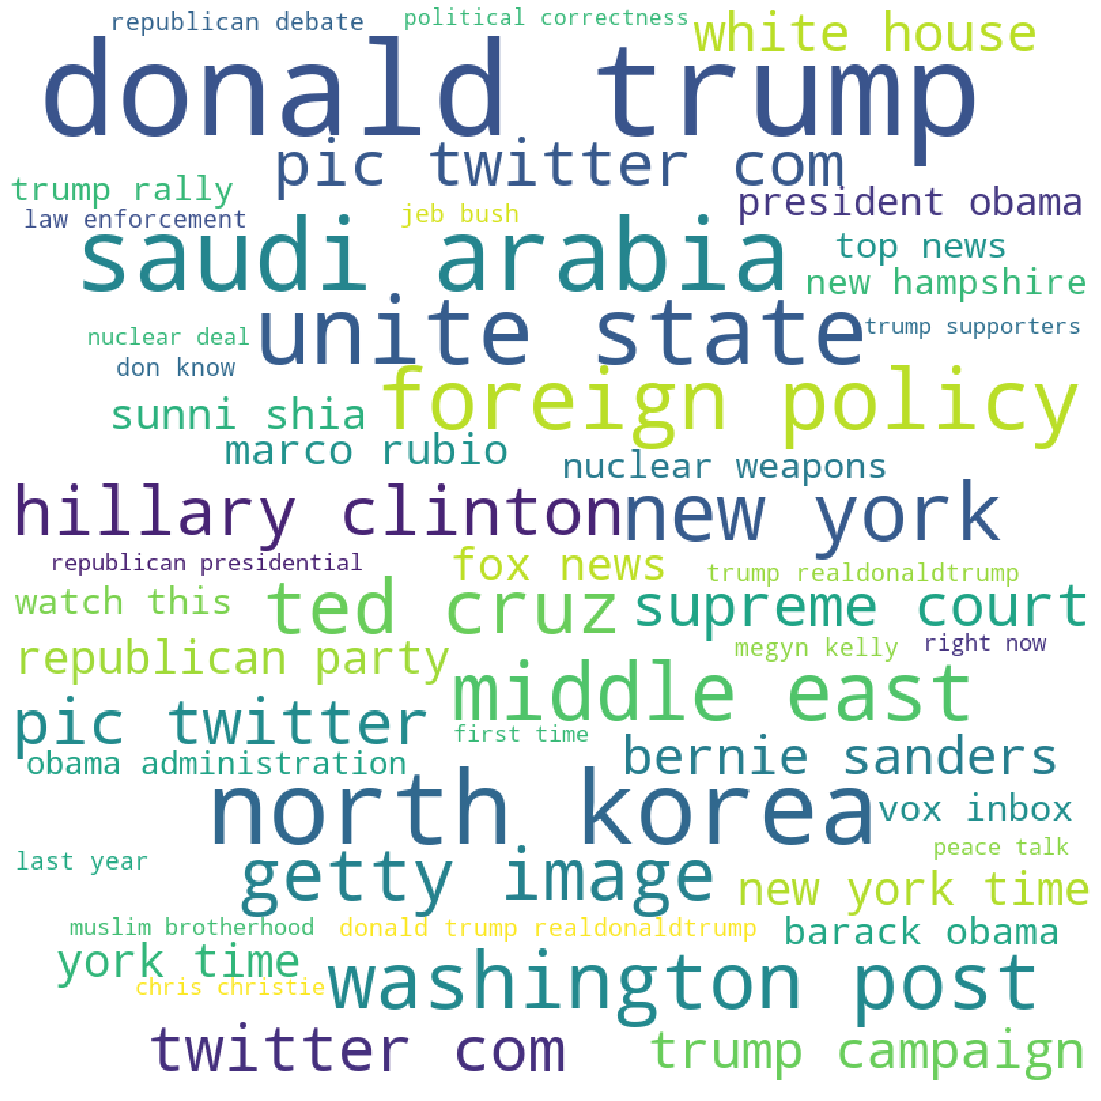 republican debate
political correctness
white house
donald trump
pic twitter com
trump rally
president obama
law enforcement
jeb bush
saudi arabia
top news
new hampshire
nuclear deal
unite state
trump supporters
don know
foreign policy
sunni shia
marco rubio
nuclear weapons
hillary clinton
new york
republican presidential
fox news
trump realdonaldtrump
watch this
ted cruz
supreme court
republican party
megyn kelly
right now
middle east
pic twitter
first time
bernie sanders
obama administration
north korea
vox inbox
last year
getty image
peace talk
new york time
muslim brotherhood
donald trump realdonaldtrump
barack obama
york time
chris christie
washington post
twitter com
trump campaign